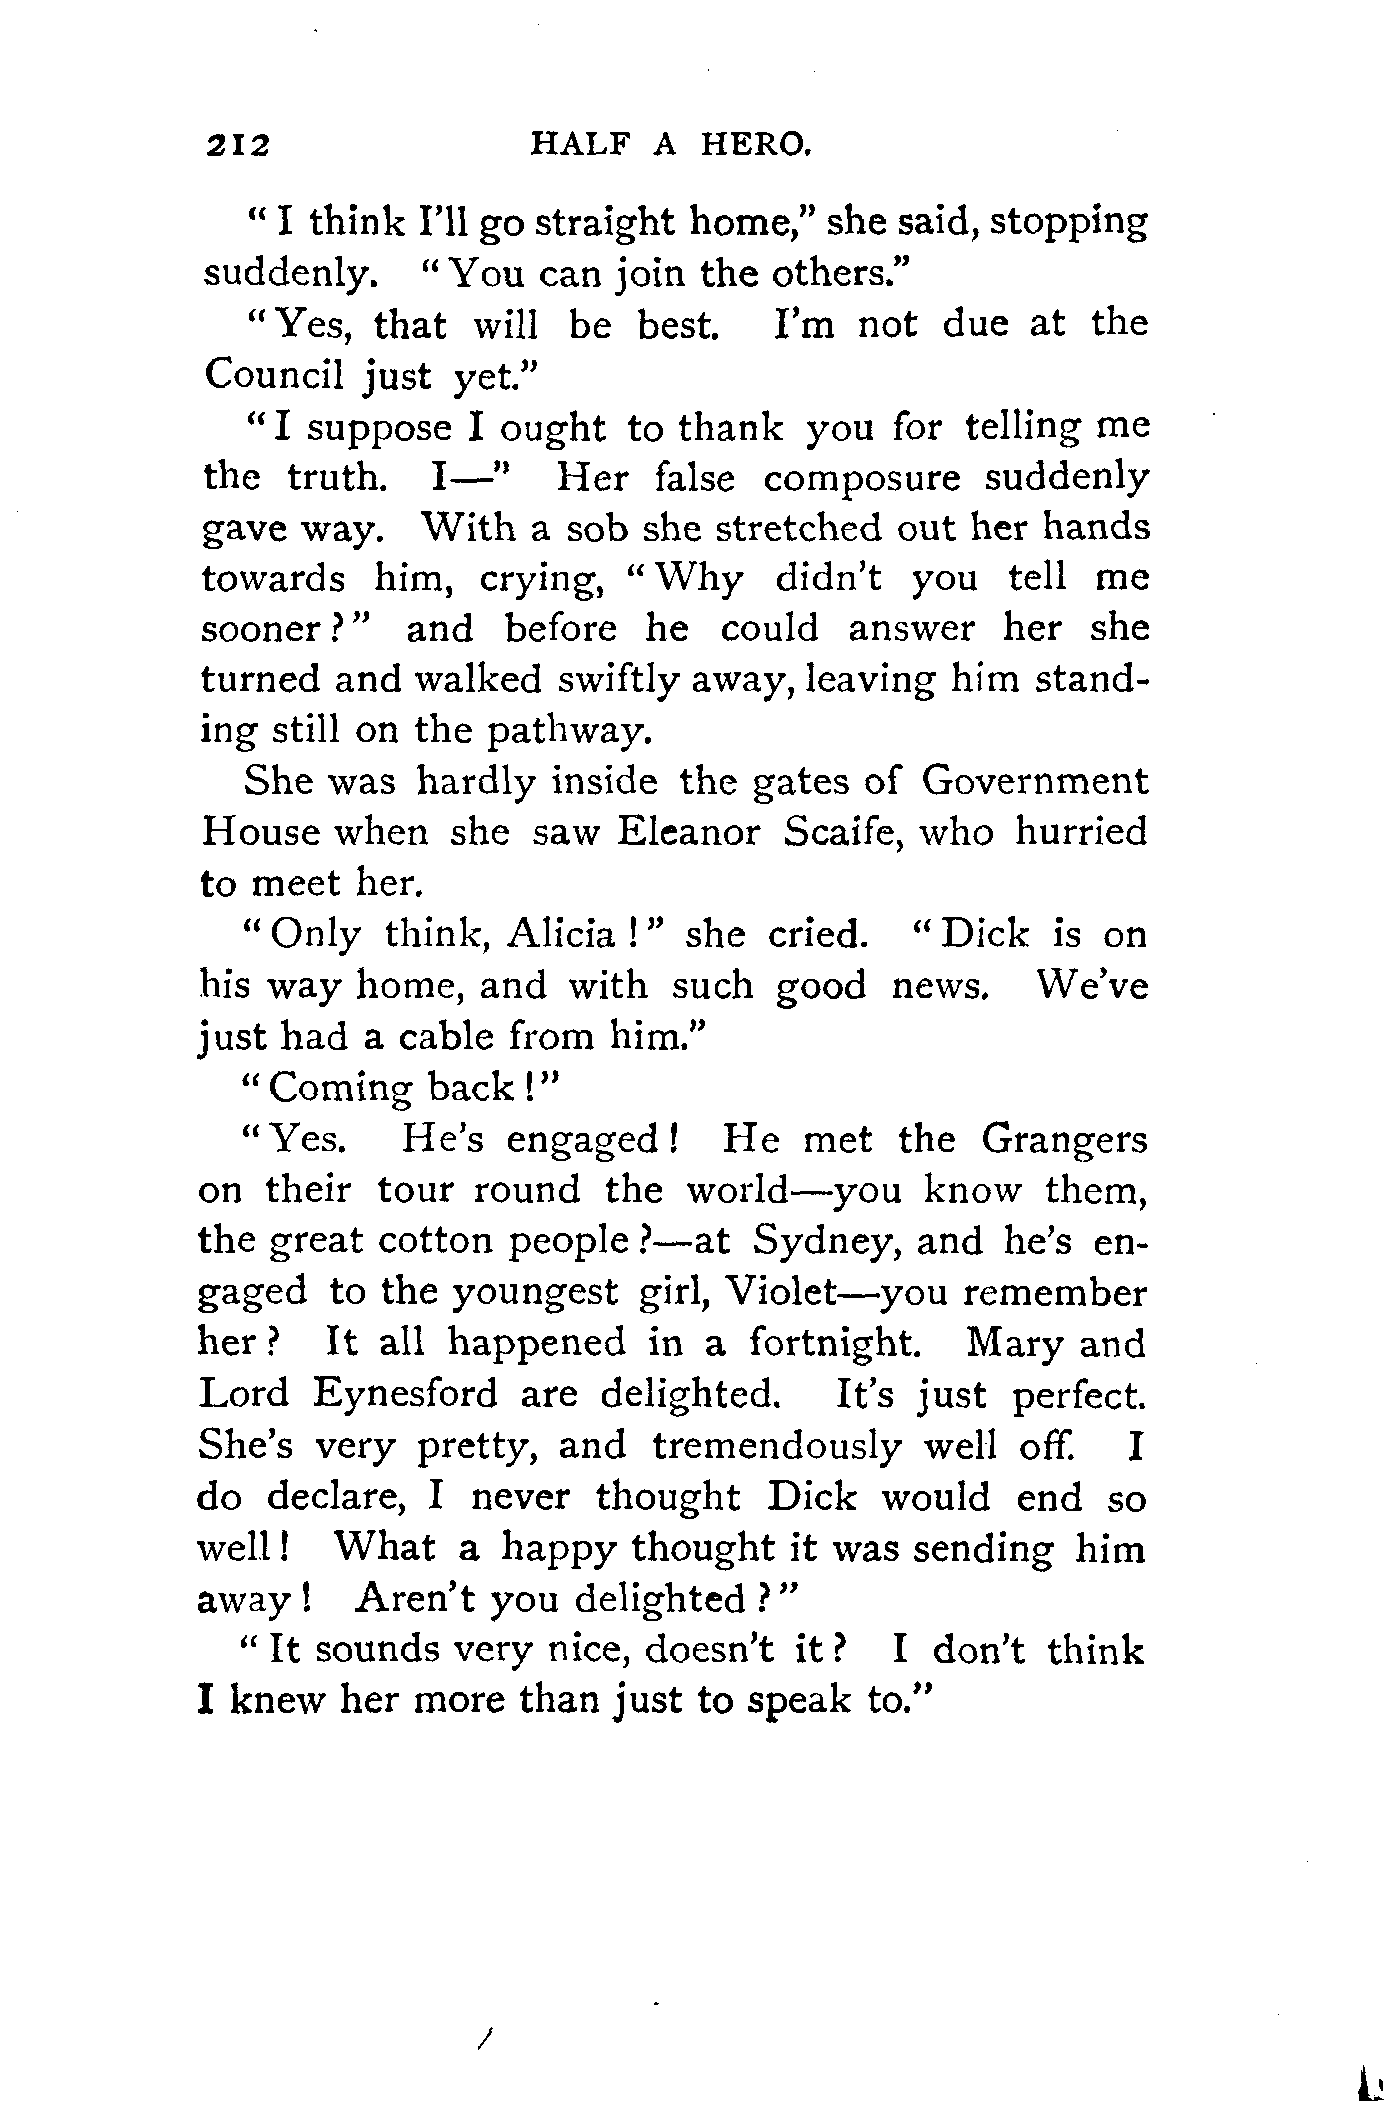 212 HALF A HERO.
"I think I'll go straight home," she said, stopping
suddenly. "You can join the others."
"Yes, that will be best. I'm not due at the
Council just yet."
"I suppose I ought to thank you for telling me
the truth. I—" Her false composure suddenly
gave way. With a sob she stretched out her hands
towards him, crying, "Why didn't you tell me
sooner?" and before he could answer her she
turned and walked swiftly away, leaving him stand-
ing still on the pathway.
She was hardly inside the gates of Government
House when she saw Eleanor Scaife, who hurried
to meet her.
"Only think, Alicia!" she cried. "Dick is on
his way home, and with such good news. We've
just had a cable from him."
"Coming back!"
"Yes. He's engaged! He met the Grangers
on their tour round the world—you know them,
the great cotton people?—at Sydney, and he's en-
gaged to the youngest girl, Violet—you remember
her? It all happened in a fortnight. Mary and
Lord Eynesford are delighted. It's just perfect.
She's very pretty, and tremendously well off. I
do declare, I never thought Dick would end so
well! What a happy thought it was sending him
away! Aren't you delighted?"
"It sounds very nice, doesn't it? I don't think
I knew her more than just to speak to."